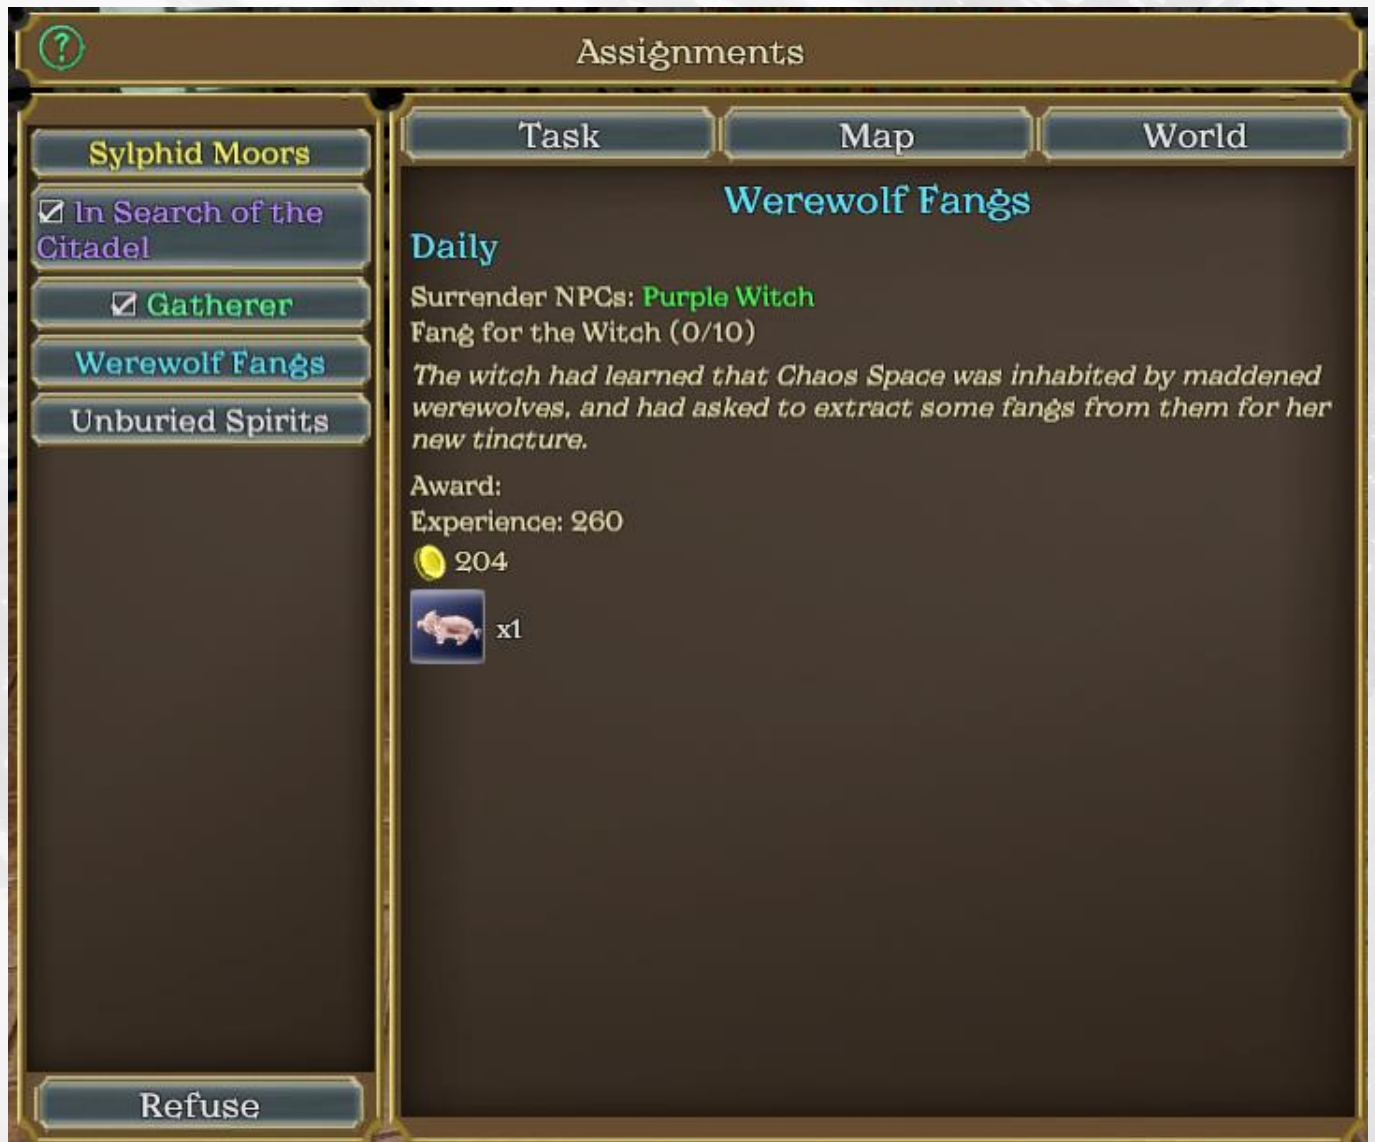 ?
Assignments
Sylphid Moors
In Search of the
Citadel
Gatherer
Werewolf Fangs
Unburied Spirits
Refuse
Task
Map
World
Werewolf Fangs
Daily
Surrender NPCs: Purple Witch
Fang for the Witch (0/10)
The witch had learned that Chaos Space was inhabited by maddened
werewolves, and had asked to extract some fangs from them for her
new tincture.
Award:
Experience: 260
204
x1